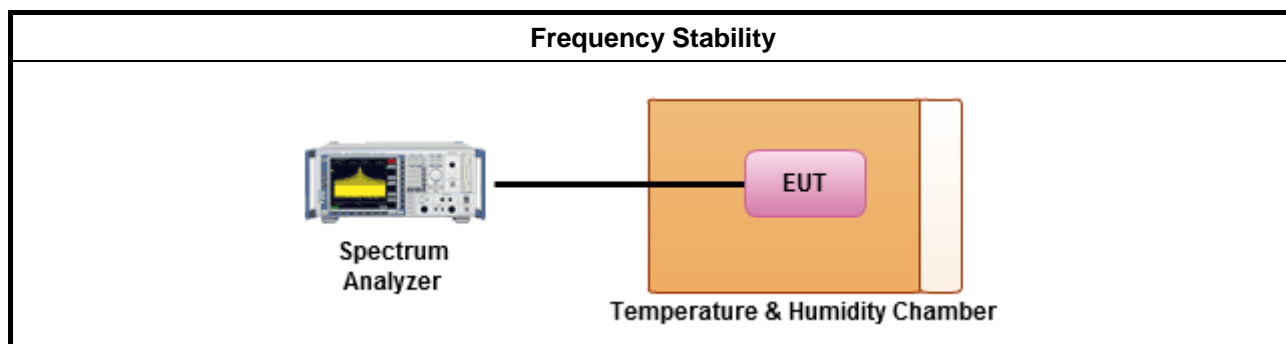 Frequency Stability
EUT
Spectrum
Analyzer
Temperature & Humidity Chamber